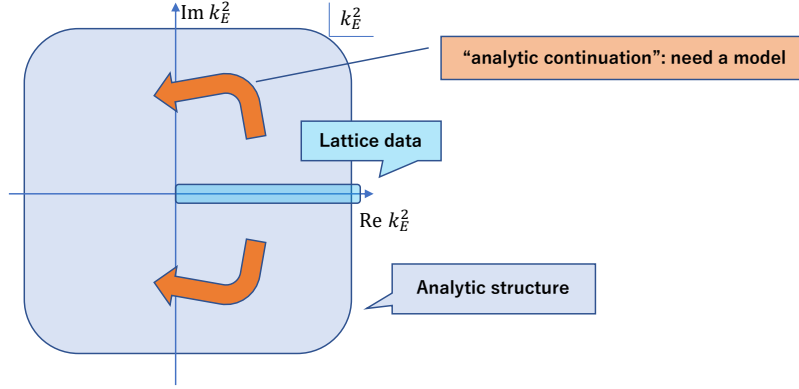 Im k_E^2
k_E^2
“analytic continuation”: need a model
Lattice data
Re k_E^2
Analytic structure